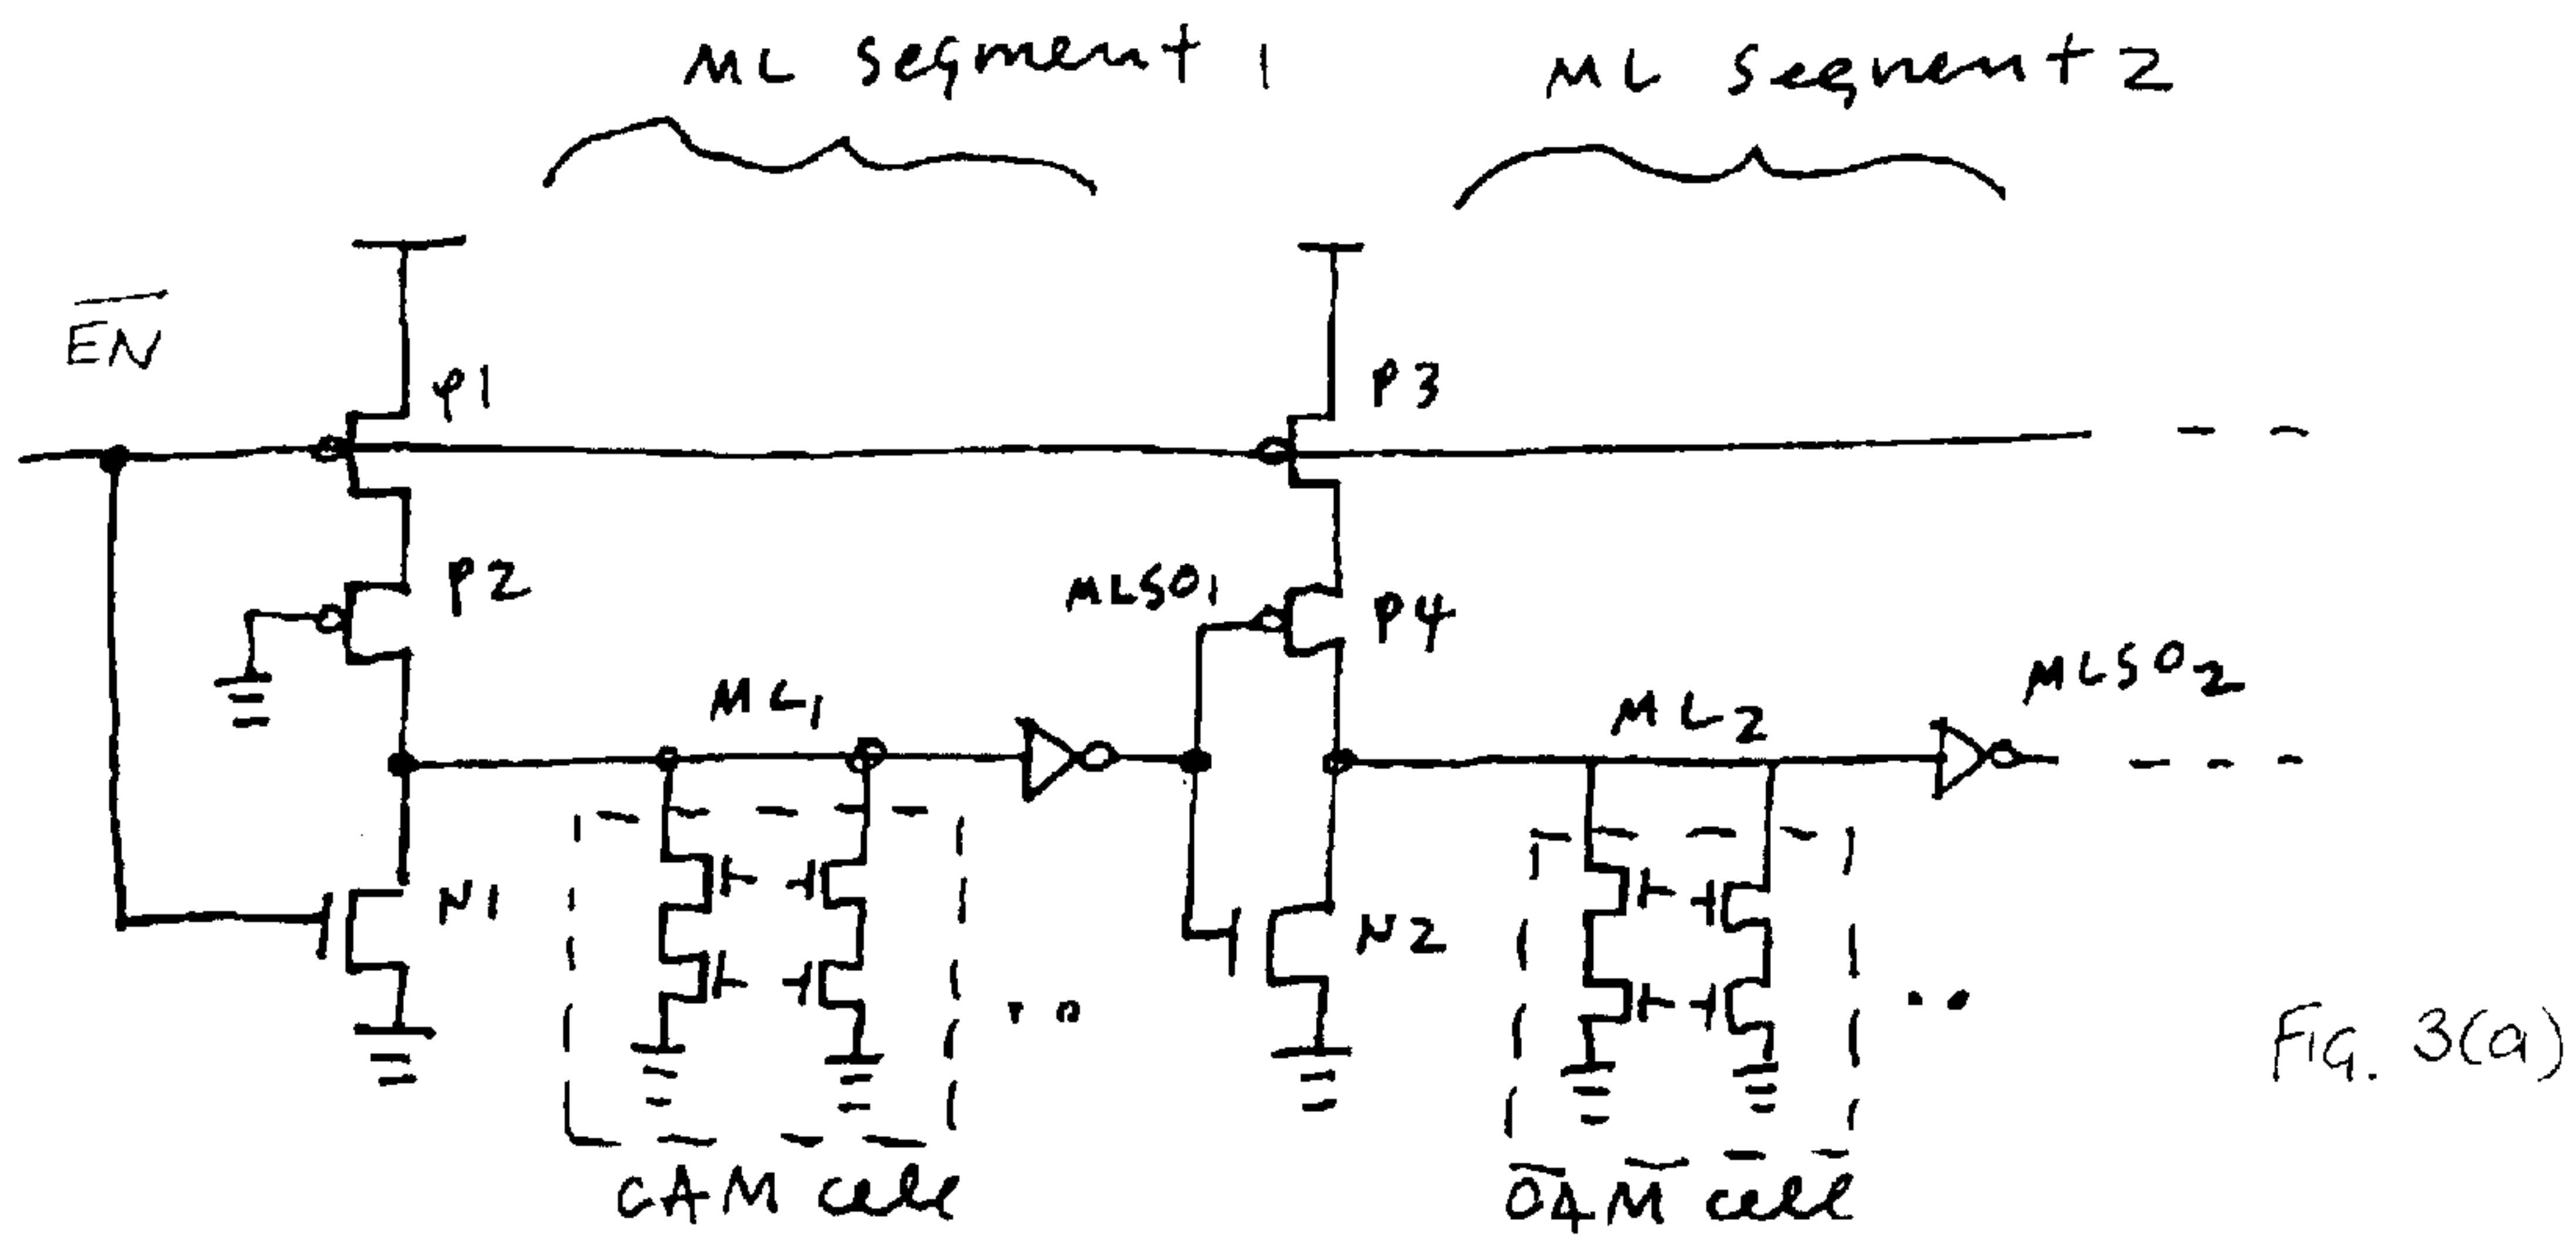 ML segment 1
ML segment 2
EN
P1
P3
P2
MLSO1
P4
ML1
ML2
MLSO2
N1
N2
FIG. 3(a)
CAM cell
CAM cell